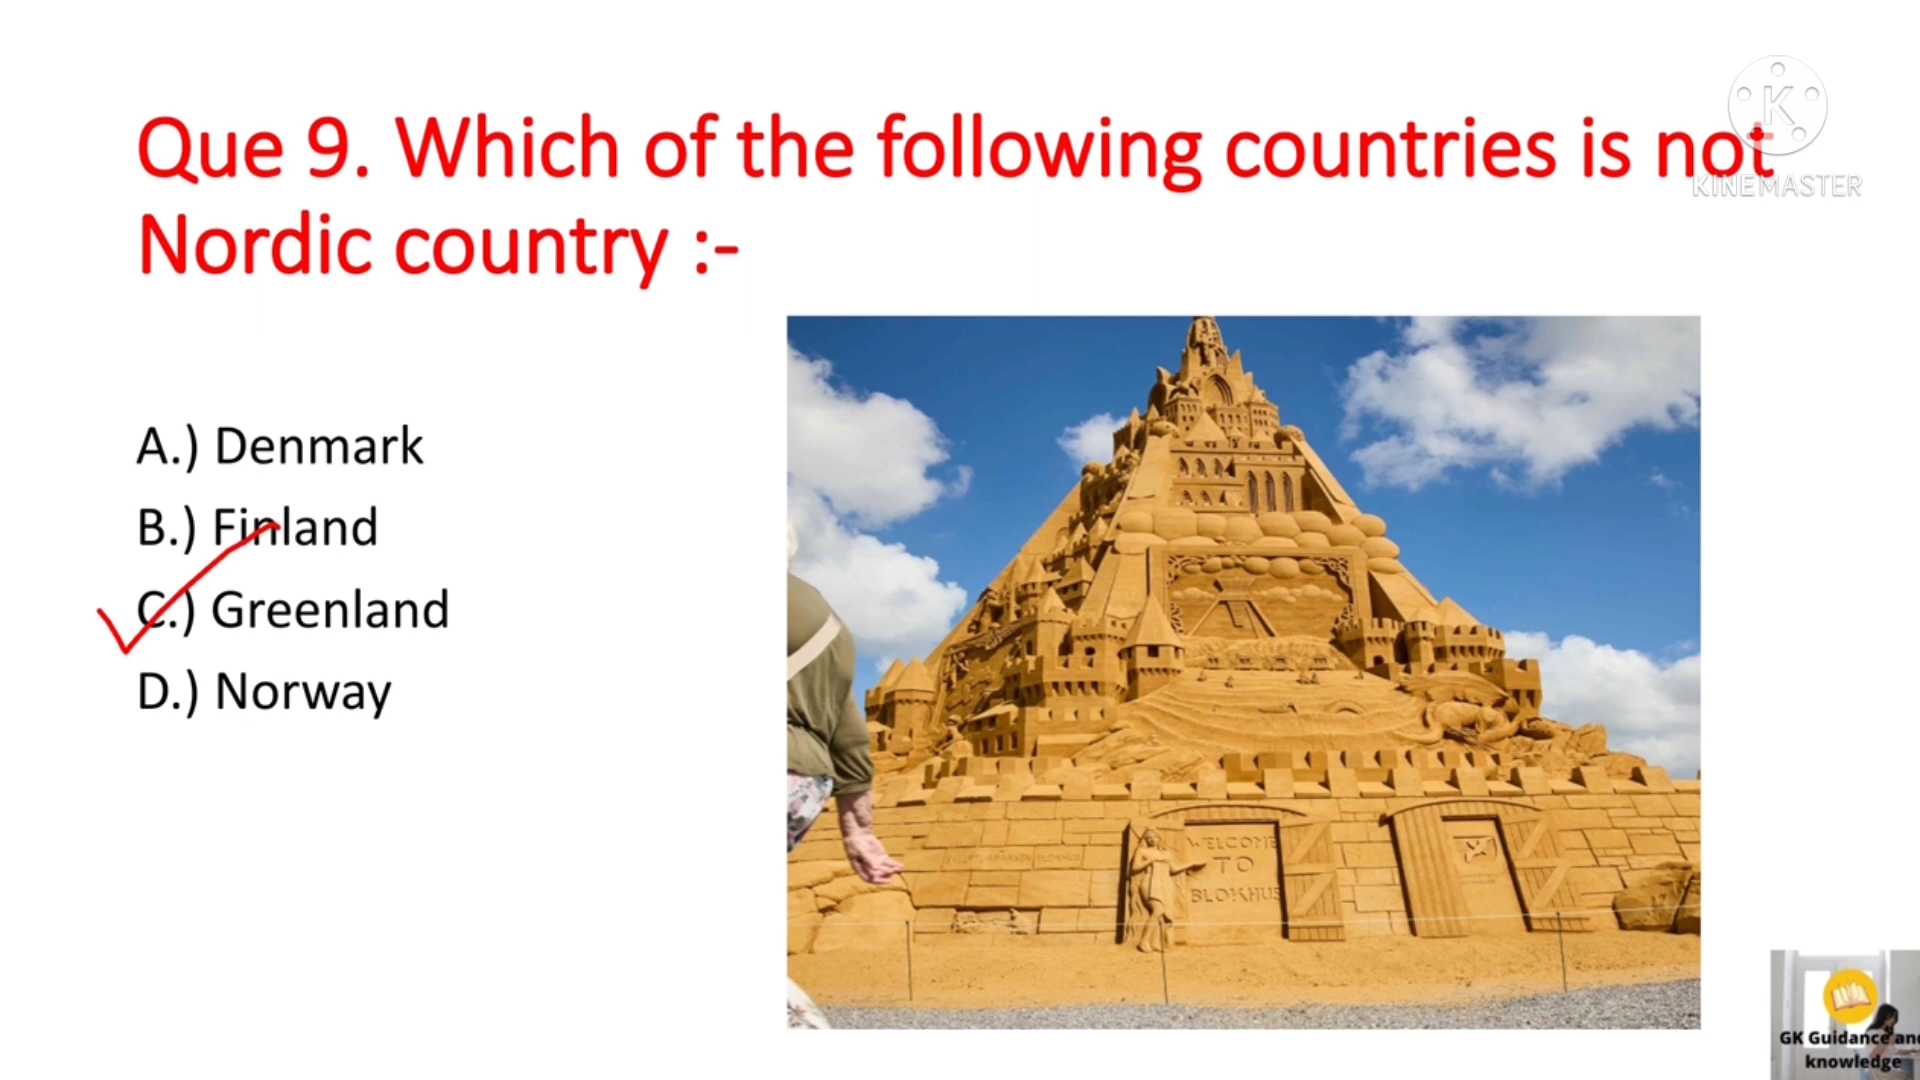 Que 9. Which of the following countries is not
Nordic country :-
KINEMASTER
A.) Denmark
B.) Finland
C.) Greenland
D.) Norway
WELCOME
TO
BLOKHUS
GK Guidance and
knowledge